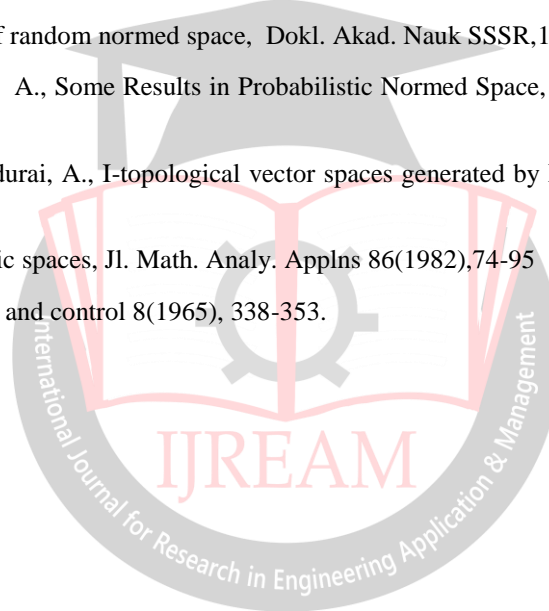 f random normed space, Dokl. Akad. Nauk SSSR,1
A., Some Results in Probabilistic Normed Space,
durai, A., I-topological vector spaces generated by
ic spaces, Jl. Math. Analy. Applns 86(1982),74-95
and control 8(1965), 338-353.
IJREAM
International Journal for Research in Engineering Application & Management